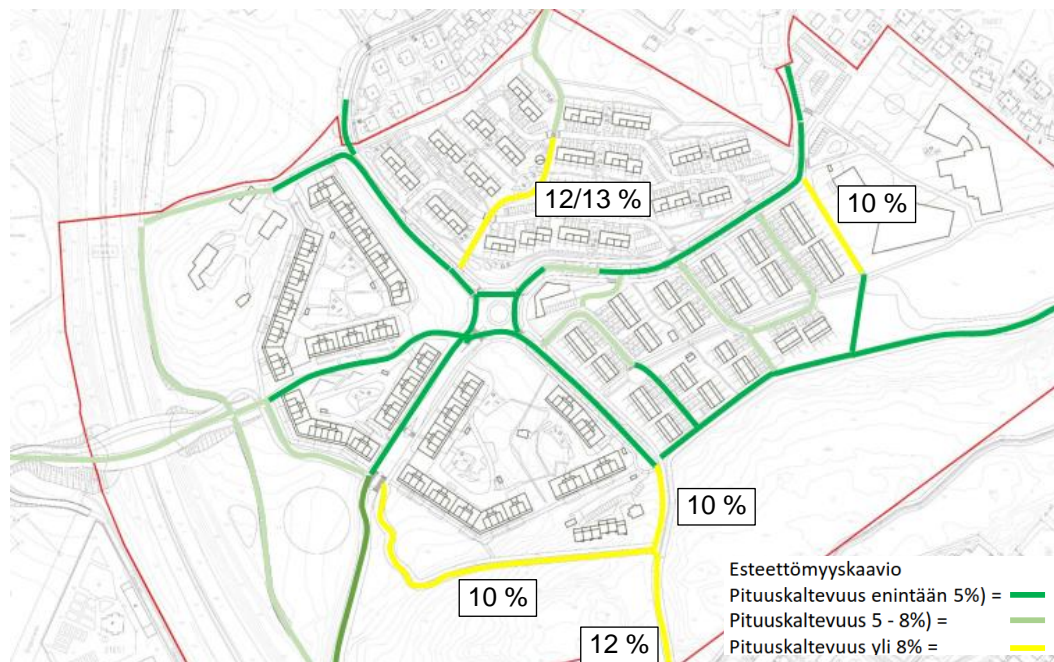 12/13 %
10 %
10 %
10 %
12 %
Esteettömyyskaavio
Pituuskaltevuus enintään 5%) =
Pituuskaltevuus 5 - 8%) =
Pituuskaltevuus yli 8% =